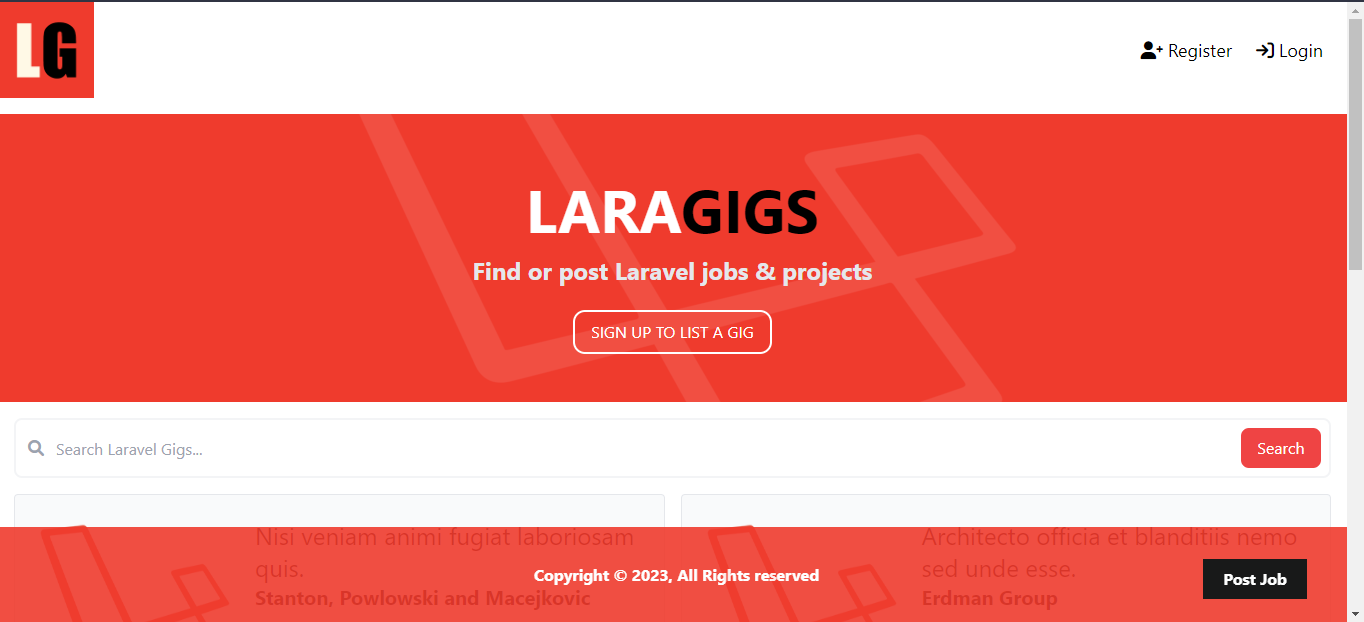 LG
Register
Login
LARAGIGS
Find or post Laravel jobs & projects
SIGN UP TO LIST A GIG
Search Laravel Gigs...
Search
Nisi veniam animi fugiat laboriosam
quis.
Stanton, Powlowski and Macejkovic
Architecto officia et blanditiis nemo
sed unde esse.
Erdman Group
Copyright © 2023, All Rights reserved
Post Job